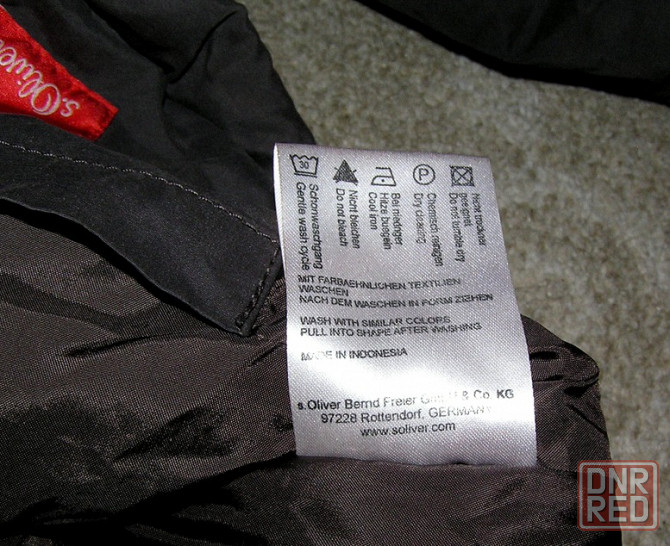 s.Oliver
30
P
Schonwaschgang
Gentle wash cycle
Nicht bleichen
Do not bleach
Bei niedriger
Hitze buegeln
Cool iron
Chemisch reinigen
Dry cleaning
Nicht trockner
geeignet
Do not tumble dry
MIT FARBAEHNLICHEN TEXTILIEN
WASCHEN
NACH DEM WASCHEN IN FORM ZIEHEN
WASH WITH SIMILAR COLORS
PULL INTO SHAPE AFTER WASHING
MADE IN INDONESIA
s.Oliver Bernd Freier GmbH & Co. KG
97228 Rottendorf, GERMANY
www.soliver.com
DNR
RED